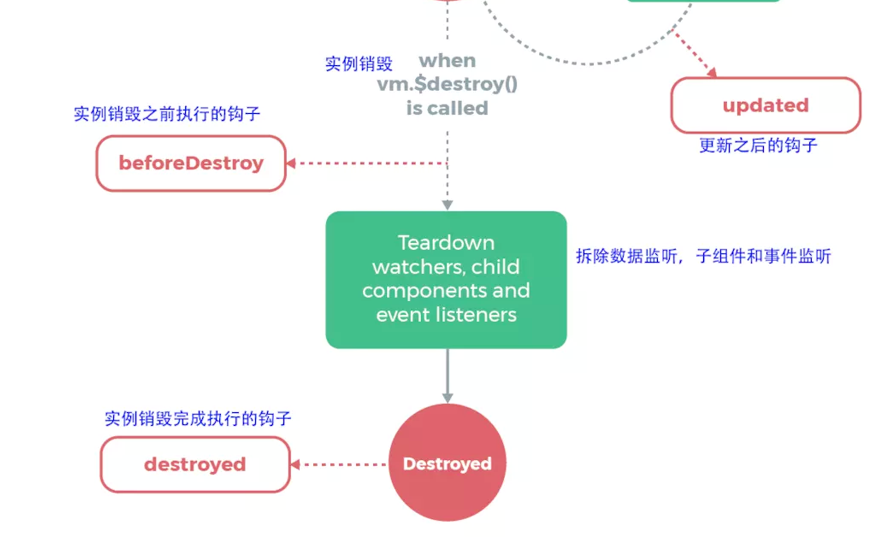 实例销毁
when
vm.$destroy()
is called
实例销毁之前执行的钩子
beforeDestroy
updated
更新之后的钩子
Teardown
watchers, child
components and
event listeners
拆除数据监听，子组件和事件监听
实例销毁完成执行的钩子
destroyed
Destroyed